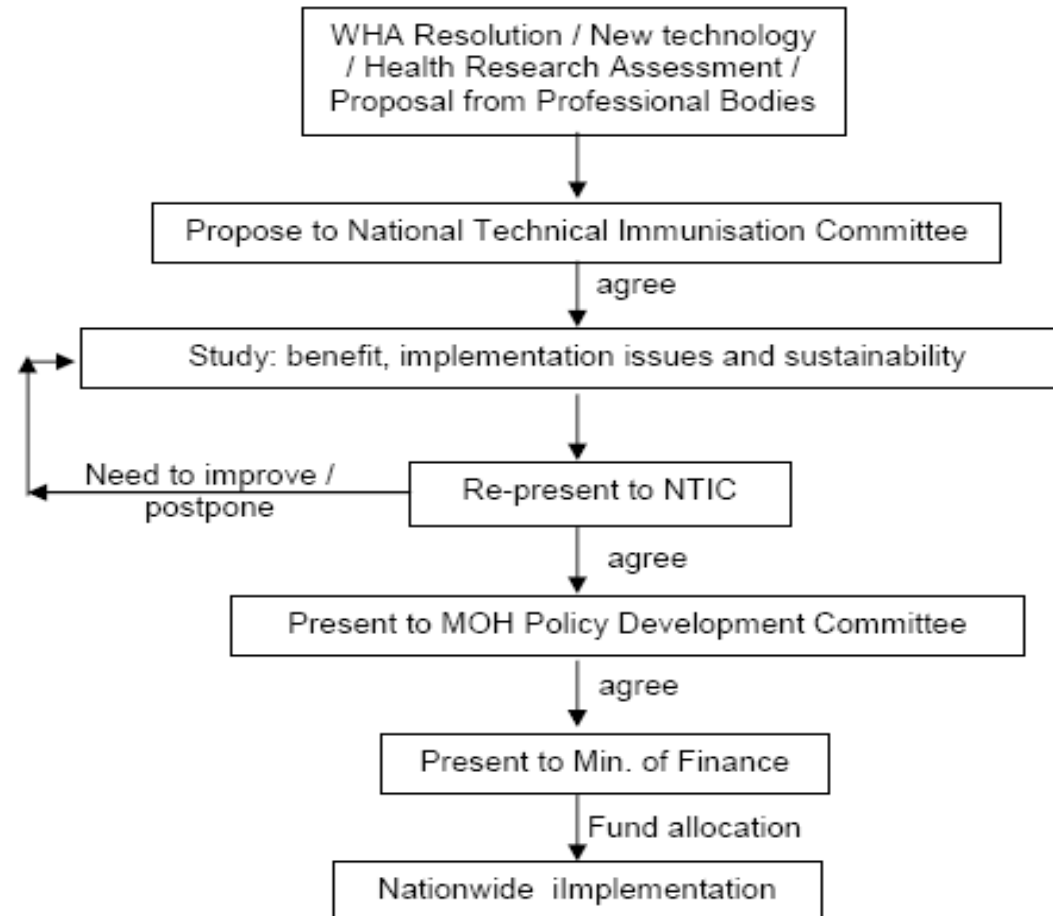 WHA Resolution / New technology
/ Health Research Assessment /
Proposal from Professional Bodies
Propose to National Technical Immunisation Committee
agree
Study: benefit, implementation issues and sustainability
Need to improve /
postpone
Re-present to NTIC
agree
Present to MOH Policy Development Committee
agree
Present to Min. of Finance
Fund allocation
Nationwide iImplementation